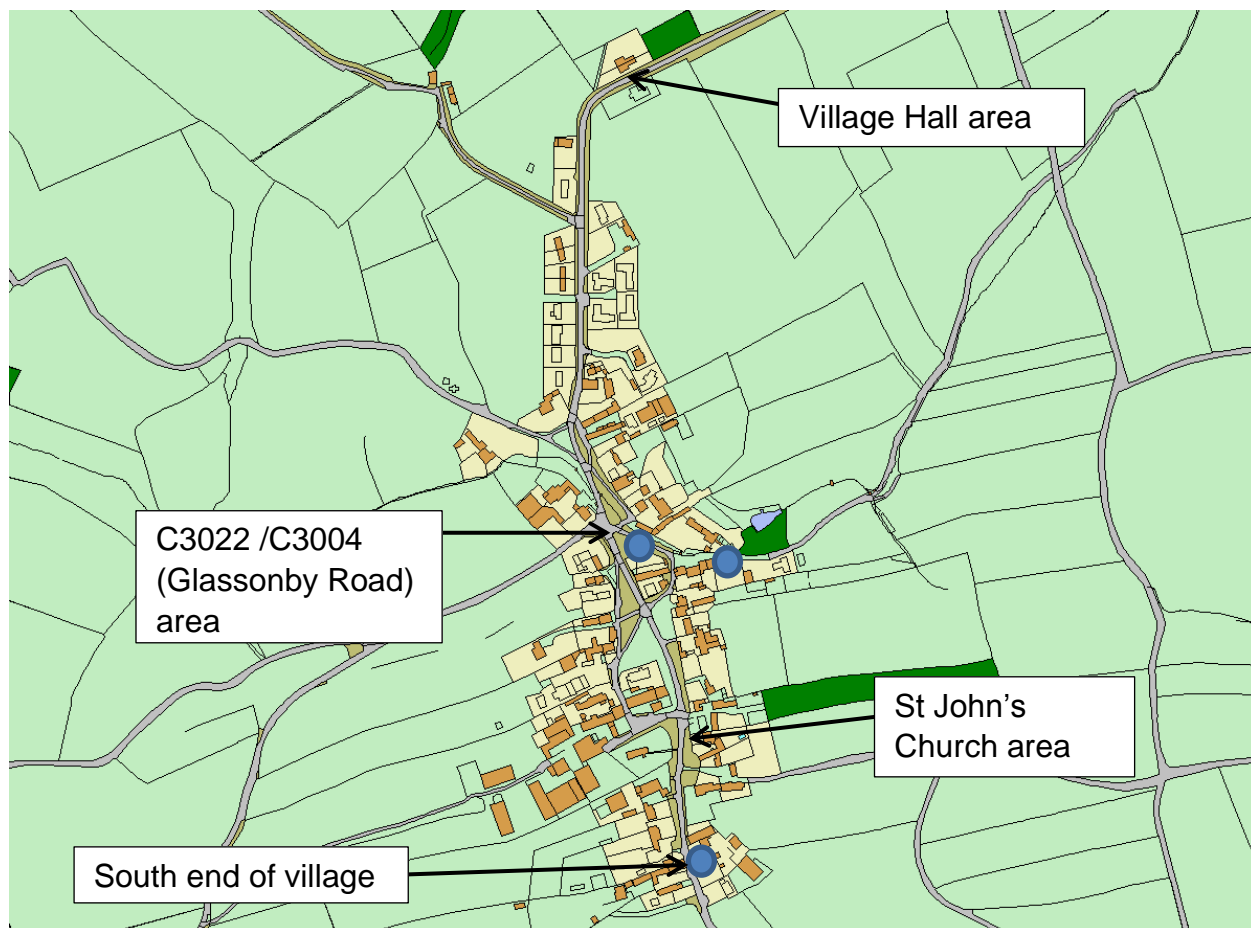 Village Hall area
C3022 /C3004
(Glassonby Road)
area
St John's
Church area
South end of village